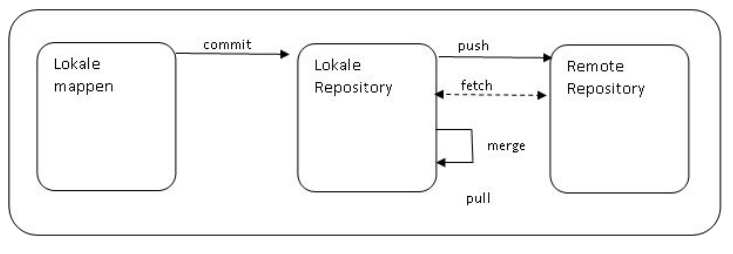 Lokale
mappen
commit
Lokale
Repository
push
fetch
merge
pull
Remote
Repository